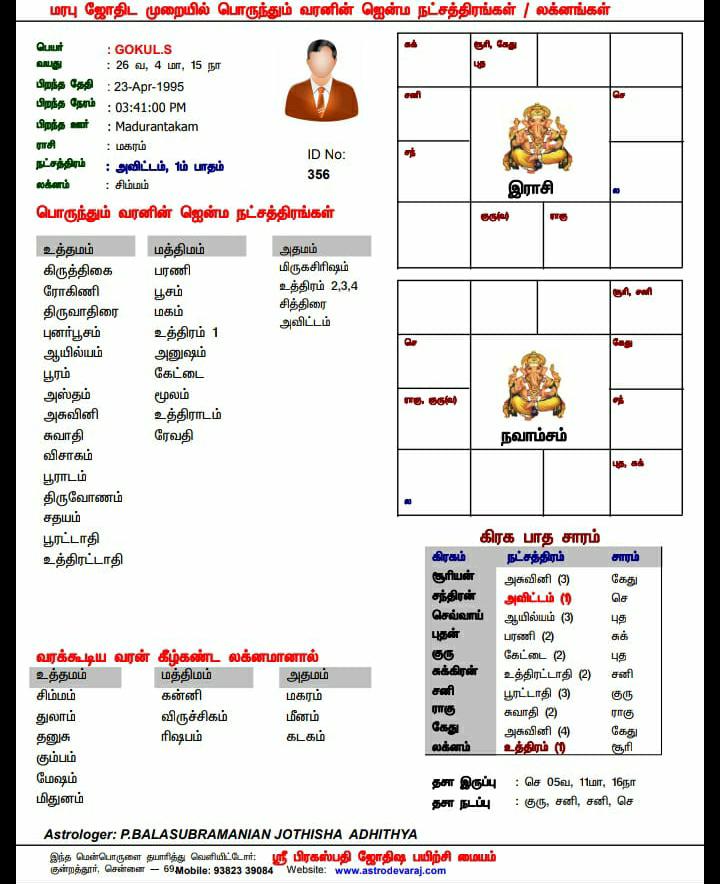 மரபு ஜோதிட முறையில் பொருந்தும் வரனின் ஜென்ம நட்சத்திரங்கள் / லக்னங்கள்
பெயர் : GOKUL.S
வயது : 26 வ, 4 மா, 15 நா
பிறந்த தேதி : 23-Apr-1995
பிறந்த நேரம் : 03:41:00 PM
பிறந்த ஊர் : Madurantakam
ராசி : மகரம்
நட்சத்திரம் : அவிட்டம், 1ம் பாதம்
லக்னம் : சிம்மம்
ID No:
356
சுக் சூரி, கேது
புத
சனி செ
சந்
இராசி ல
குரு(வ) ராகு
பொருந்தும் வரனின் ஜென்ம நட்சத்திரங்கள்
உத்தமம் மத்திமம் அதமம்
கிருத்திகை பரணி மிருகசிரிஷம்
ரோகிணி பூசம் உத்திரம் 2,3,4
திருவாதிரை மகம் சித்திரை
புனர்பூசம் உத்திரம் 1 அவிட்டம்
ஆயில்யம் அனுஷம்
பூரம் கேட்டை
அஸ்தம் மூலம்
அசுவினி உத்திராடம்
சுவாதி ரேவதி
விசாகம்
பூராடம்
திருவோணம்
சதயம்
பூரட்டாதி
உத்திரட்டாதி
சூரி, சனி
செ கேது
ராகு, குரு(வ) சந்
நவாம்சம்
புத, சுக்
ல
கிரக பாத சாரம்
கிரகம் நட்சத்திரம் சாரம்
சூரியன் அசுவினி (3) கேது
சந்திரன் அவிட்டம் (1) செ
செவ்வாய் ஆயில்யம் (3) புத
புதன் பரணி (2) சுக்
குரு கேட்டை (2) புத
சுக்கிரன் உத்திரட்டாதி (2) சனி
சனி பூரட்டாதி (3) குரு
ராகு சுவாதி (2) ராகு
கேது அசுவினி (4) கேது
லக்னம் உத்திரம் (1) சூரி
தசா இருப்பு : செ 05வ, 11மா, 16நா
தசா நடப்பு : குரு, சனி, சனி, செ
வரக்கூடிய வரன் கீழ்கண்ட லக்னமானால்
உத்தமம் மத்திமம் அதமம்
சிம்மம் கன்னி மகரம்
துலாம் விருச்சிகம் மீனம்
தனுசு ரிஷபம் கடகம்
கும்பம்
மேஷம்
மிதுனம்
Astrologer: P.BALASUBRAMANIAN JOTHISHA ADHITHYA
இந்த மென்பொருளை தயாரித்து வெளியிட்டோர்: ஸ்ரீ பிரகஸ்பதி ஜோதிஷ பயிற்சி மையம்
குன்றத்தூர், சென்னை – 69. Mobile: 93823 39084 Website: www.astrodevaraj.com